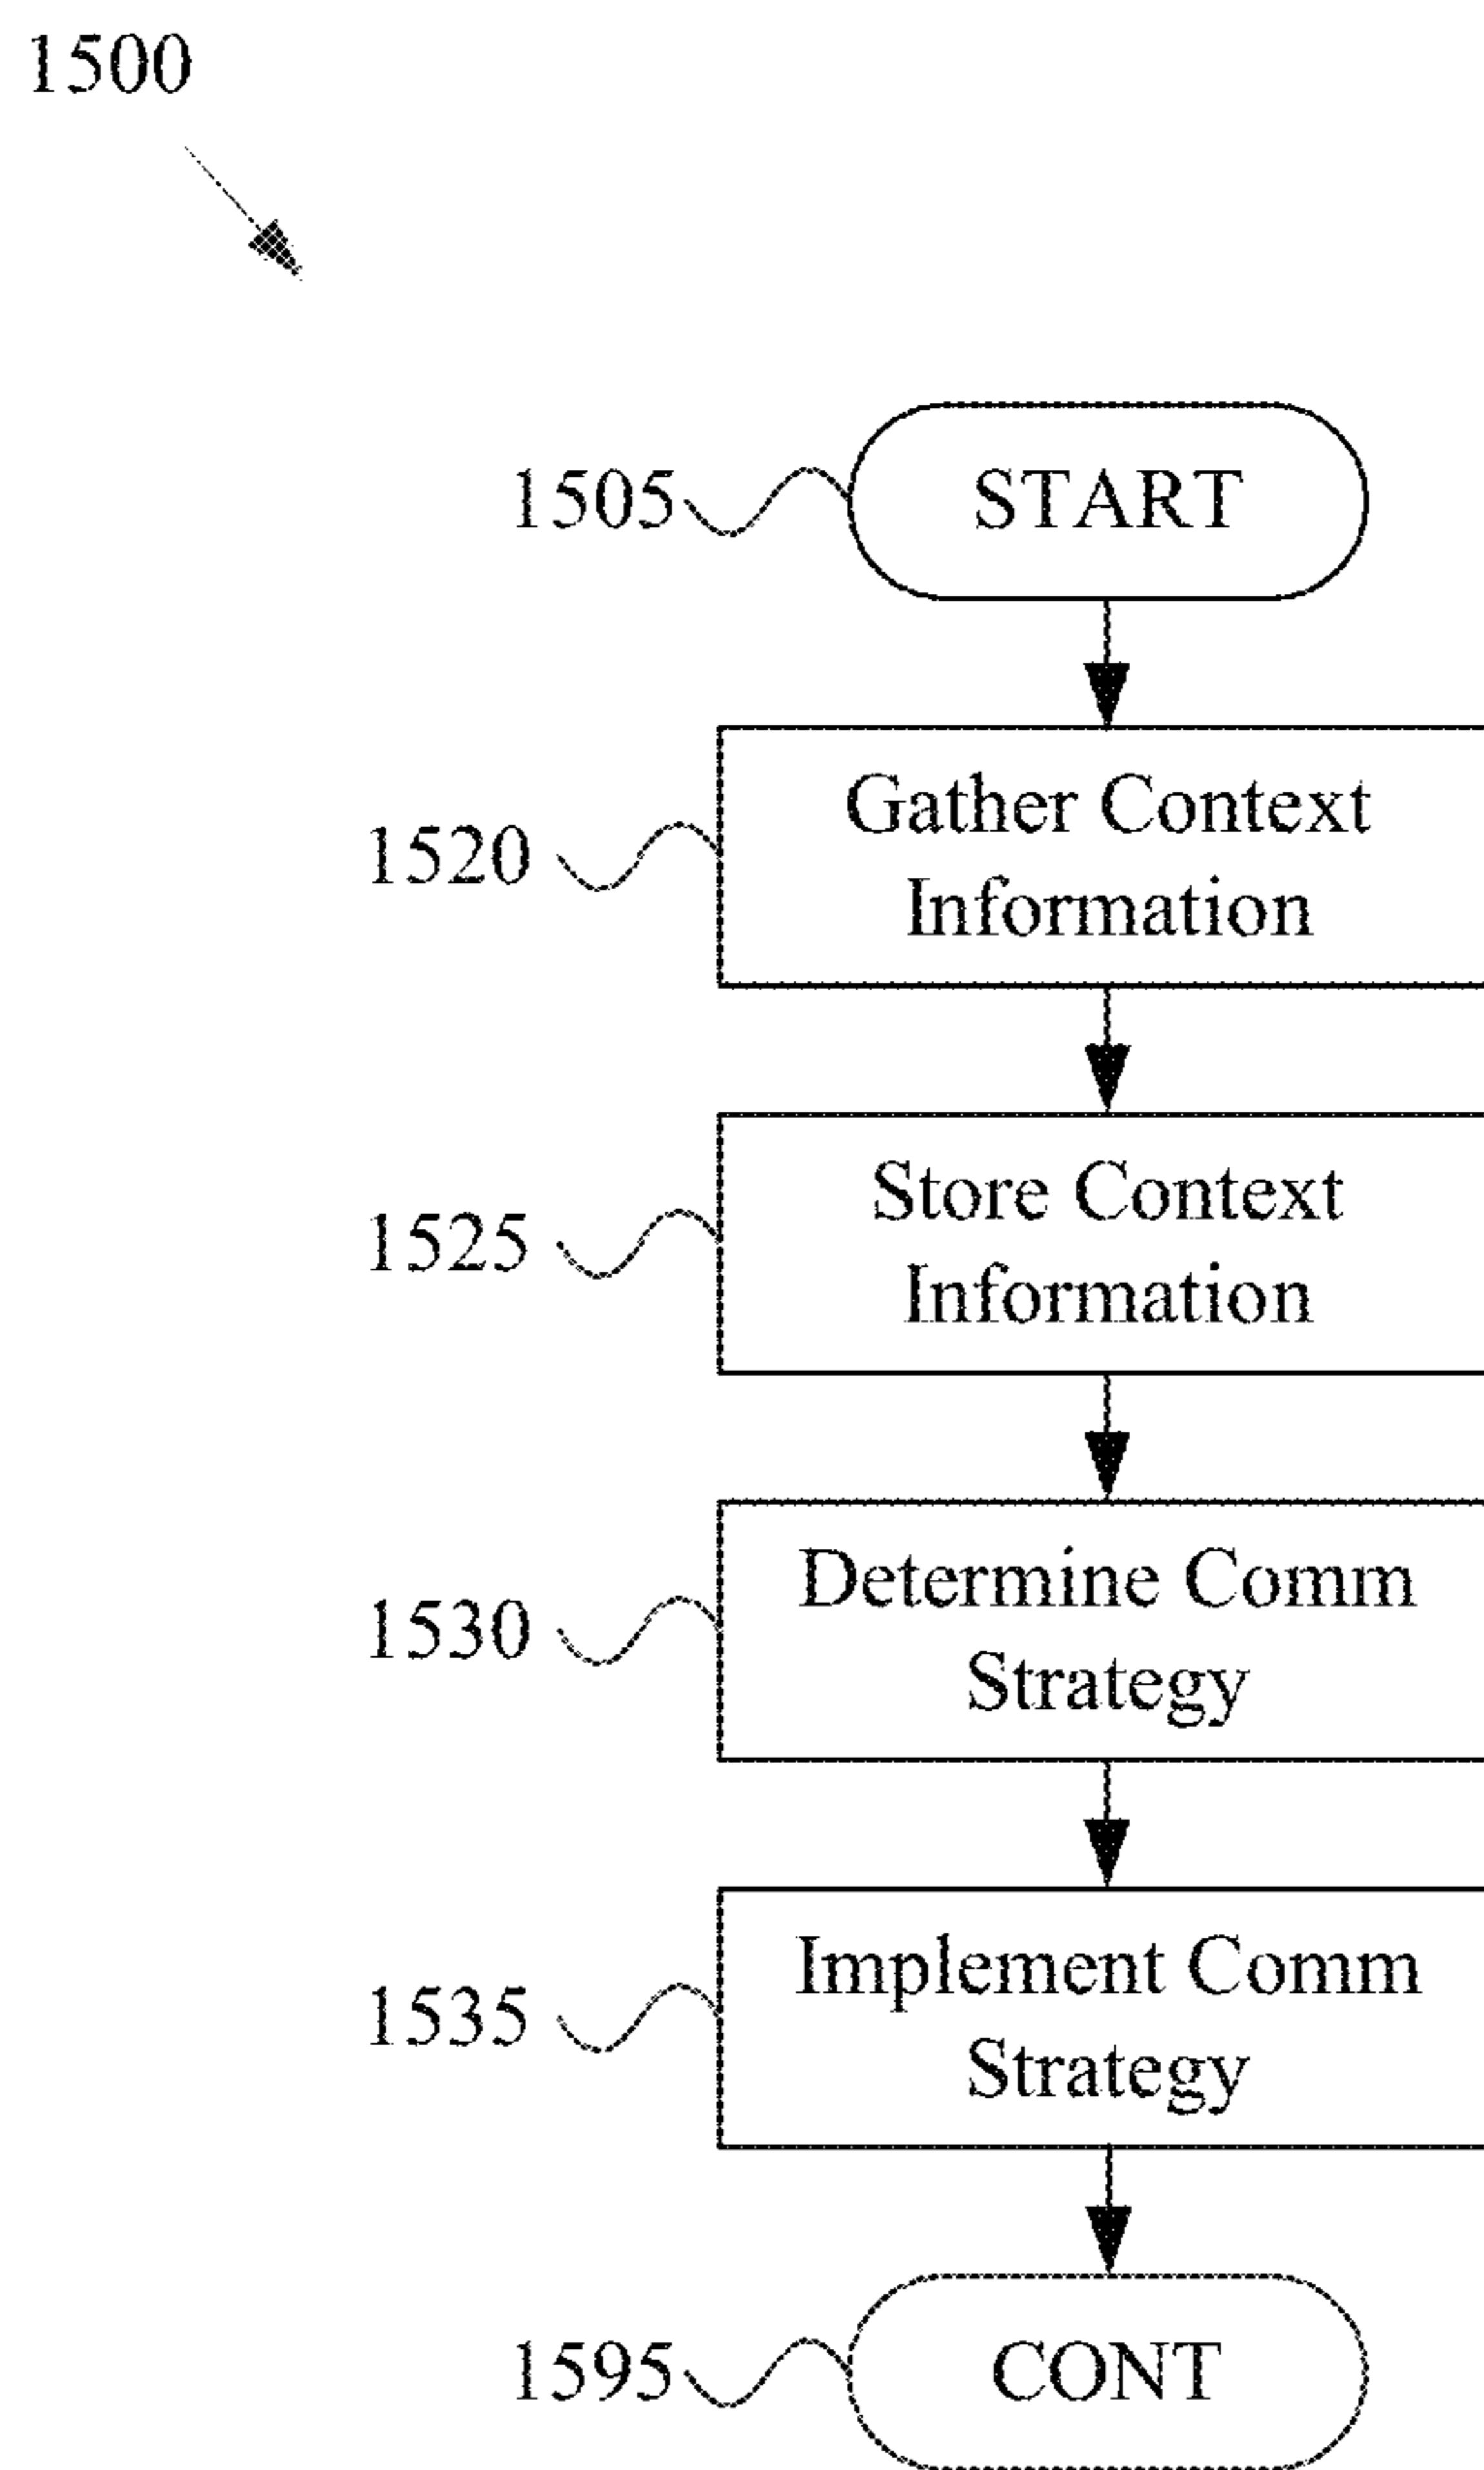 1500
1505 START
1520
Gather Context
Information
1525
Store Context
Information
1530
Determine Comm
Strategy
1535
Implement Comm
Strategy
1595 CONT